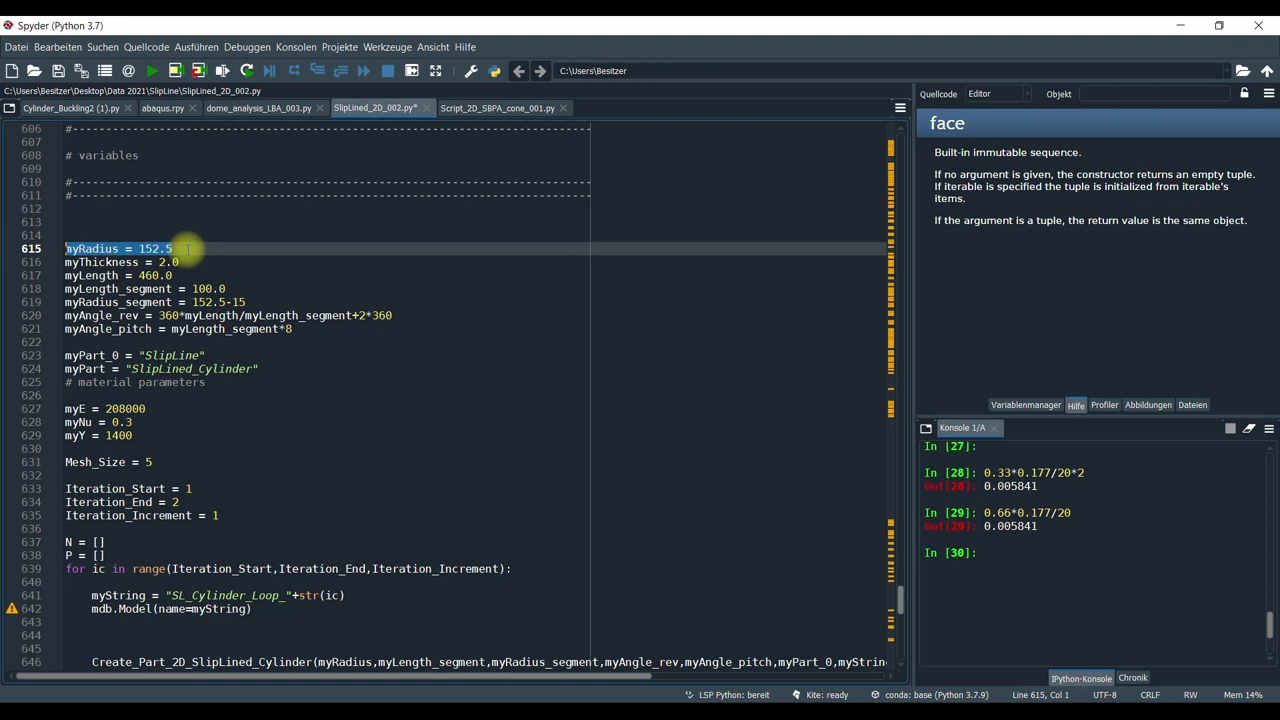 Spyder (Python 3.7)
Datei Bearbeiten Suchen Quellcode Ausführen Debuggen Konsolen Projekte Werkzeuge Ansicht Hilfe
C:\Users\Besitzer
C:\Users\Besitzer\Desktop\Data 2021\SlipLine\SlipLined_2D_002.py
Cylinder_Buckling2 (1).py abaqus.rpy dome_analysis_LBA_003.py SlipLined_2D_002.py* Script_2D_SBPA_cone_001.py
606 #-------------------------------------------------------------------------------
607
608 # variables
609
610 #-------------------------------------------------------------------------------
611 #-------------------------------------------------------------------------------
612
613
614
615 myRadius = 152.5
616 myThickness = 2.0
617 myLength = 460.0
618 myLength_segment = 100.0
619 myRadius_segment = 152.5-15
620 myAngle_rev = 360*myLength/myLength_segment+2*360
621 myAngle_pitch = myLength_segment*8
622
623 myPart_0 = "SlipLine"
624 myPart = "SlipLined_Cylinder"
625 # material parameters
626
627 myE = 208000
628 myNu = 0.3
629 myY = 1400
630
631 Mesh_Size = 5
632
633 Iteration_Start = 1
634 Iteration_End = 2
635 Iteration_Increment = 1
636
637 N = []
638 P = []
639 for ic in range(Iteration_Start,Iteration_End,Iteration_Increment):
640
641 myString = "SL_Cylinder_Loop_"+str(ic)
642 mdb.Model(name=myString)
643
644
645
646 Create_Part_2D_SlipLined_Cylinder(myRadius,myLength_segment,myRadius_segment,myAngle_rev,myAngle_pitch,myPart_0,myStrin
Quellcode Editor Objekt
face
Built-in immutable sequence.
If no argument is given, the constructor returns an empty tuple.
If iterable is specified the tuple is initialized from iterable's
items.
If the argument is a tuple, the return value is the same object.
Variablenmanager Hilfe Profiler Abbildungen Dateien
Konsole 1/A
In [27]:
In [28]: 0.33*0.177/20*2
Out[28]: 0.005841
In [29]: 0.66*0.177/20
Out[29]: 0.005841
In [30]:
IPython-Konsole Chronik
LSP Python: bereit Kite: ready conda: base (Python 3.7.9) Line 615, Col 1 UTF-8 CRLF RW Mem 14%